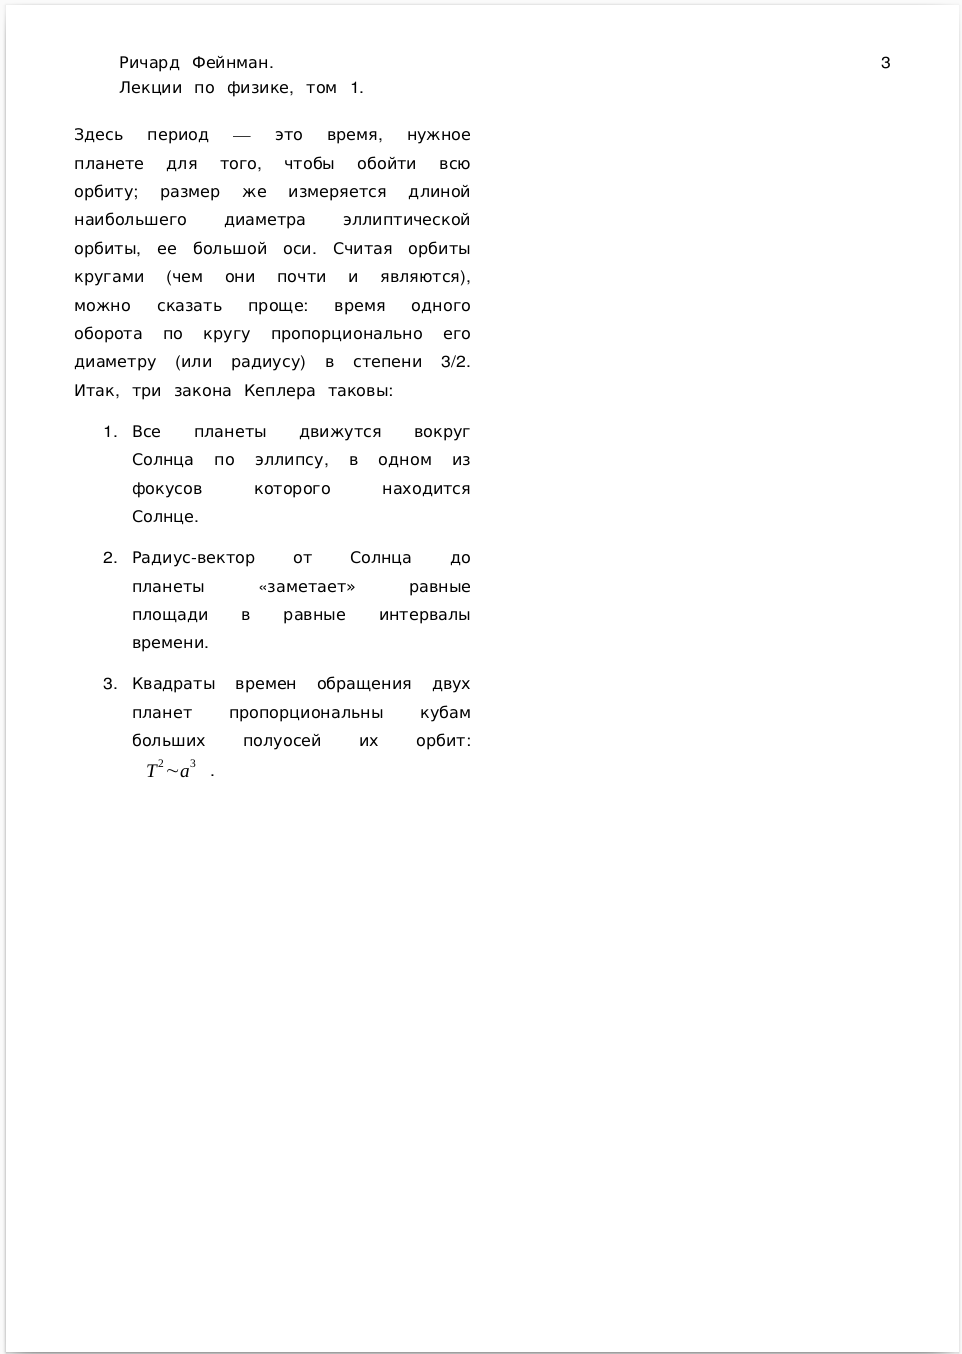 Ричард Фейнман.
Лекции по физике, том 1.
3
Здесь период — это время, нужное
планете для того, чтобы обойти всю
орбиту; размер же измеряется длиной
наибольшего диаметра эллиптической
орбиты, ее большой оси. Считая орбиты
кругами (чем они почти и являются),
можно сказать проще: время одного
оборота по кругу пропорционально его
диаметру (или радиусу) в степени 3/2.
Итак, три закона Кеплера таковы:
1. Все планеты движутся вокруг
Солнца по эллипсу, в одном из
фокусов которого находится
Солнце.
2. Радиус-вектор от Солнца до
планеты «заметает» равные
площади в равные интервалы
времени.
3. Квадраты времен обращения двух
планет пропорциональны кубам
больших полуосей их орбит:
T²~a³ .